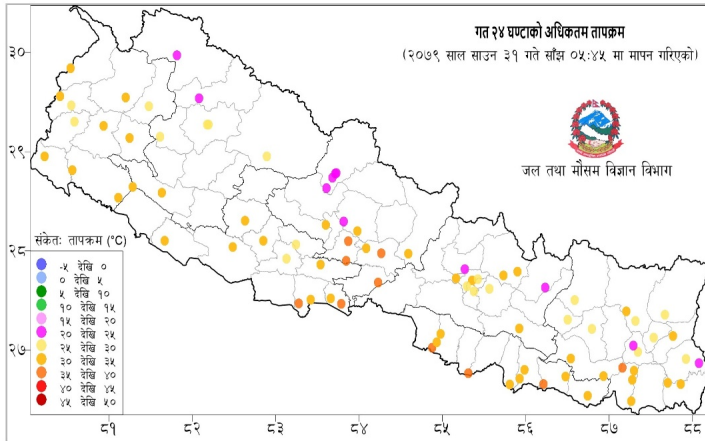 गत २४ घण्टाको अधिकतम तापक्रम
(२०७९ साल साउन ३१ गते साँझ ०५:४५ मा मापन गरिएको)
जल तथा मौसम विज्ञान विभाग
३०
२९
२८
२७
संकेतः तापक्रम (°C)
-५ देखि ०
० देखि ५
५ देखि १०
१० देखि १५
१५ देखि २०
२० देखि २५
२५ देखि ३०
३० देखि ३५
३५ देखि ४०
४० देखि ४५
४५ देखि ५०
८१ ८२ ८३ ८४ ८५ ८६ ८७ ८८